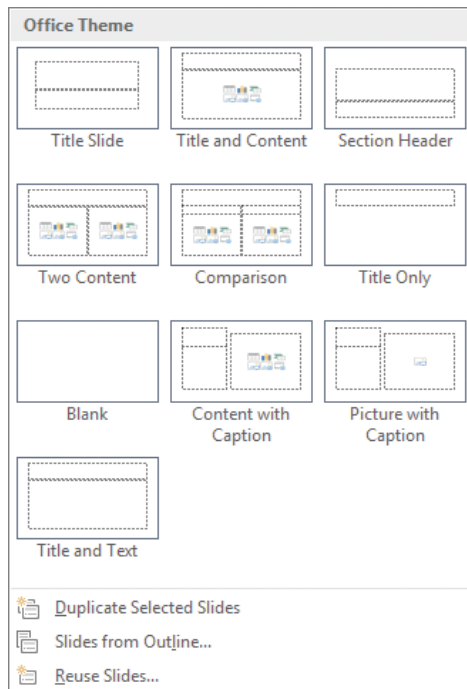 Office Theme
Title Slide
Title and Content
Section Header
Two Content
Comparison
Title Only
Blank
Content with
Caption
Picture with
Caption
Title and Text
Duplicate Selected Slides
Slides from Outline...
Reuse Slides...